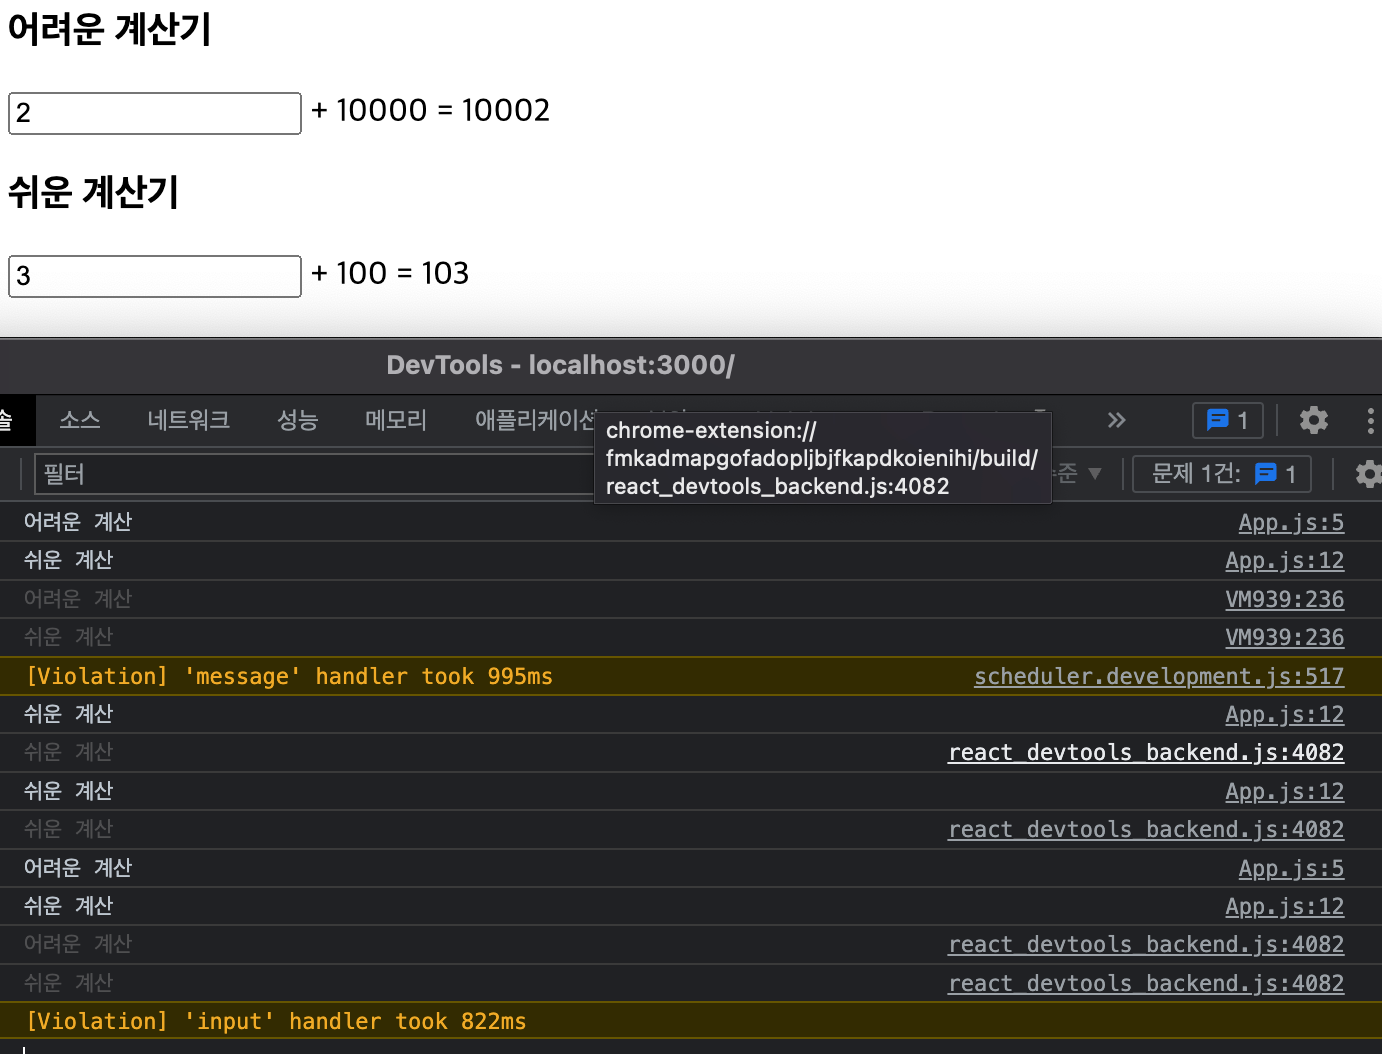 어려운 계산기
2 + 10000 = 10002
쉬운 계산기
3 + 100 = 103
DevTools - localhost:3000/
솔 소스 네트워크 성능 메모리 애플리케이션 1
chrome-extension://
fmkadmapgofadopljbjfkapdkoienihi/build/
react_devtools_backend.js:4082
필터 준 ▼ 문제 1건: 1
어려운 계산 App.js:5
쉬운 계산 App.js:12
어려운 계산 VM939:236
쉬운 계산 VM939:236
[Violation] 'message' handler took 995ms scheduler.development.js:517
쉬운 계산 App.js:12
쉬운 계산 react_devtools_backend.js:4082
쉬운 계산 App.js:12
쉬운 계산 react_devtools_backend.js:4082
어려운 계산 App.js:5
쉬운 계산 App.js:12
어려운 계산 react_devtools_backend.js:4082
쉬운 계산 react_devtools_backend.js:4082
[Violation] 'input' handler took 822ms